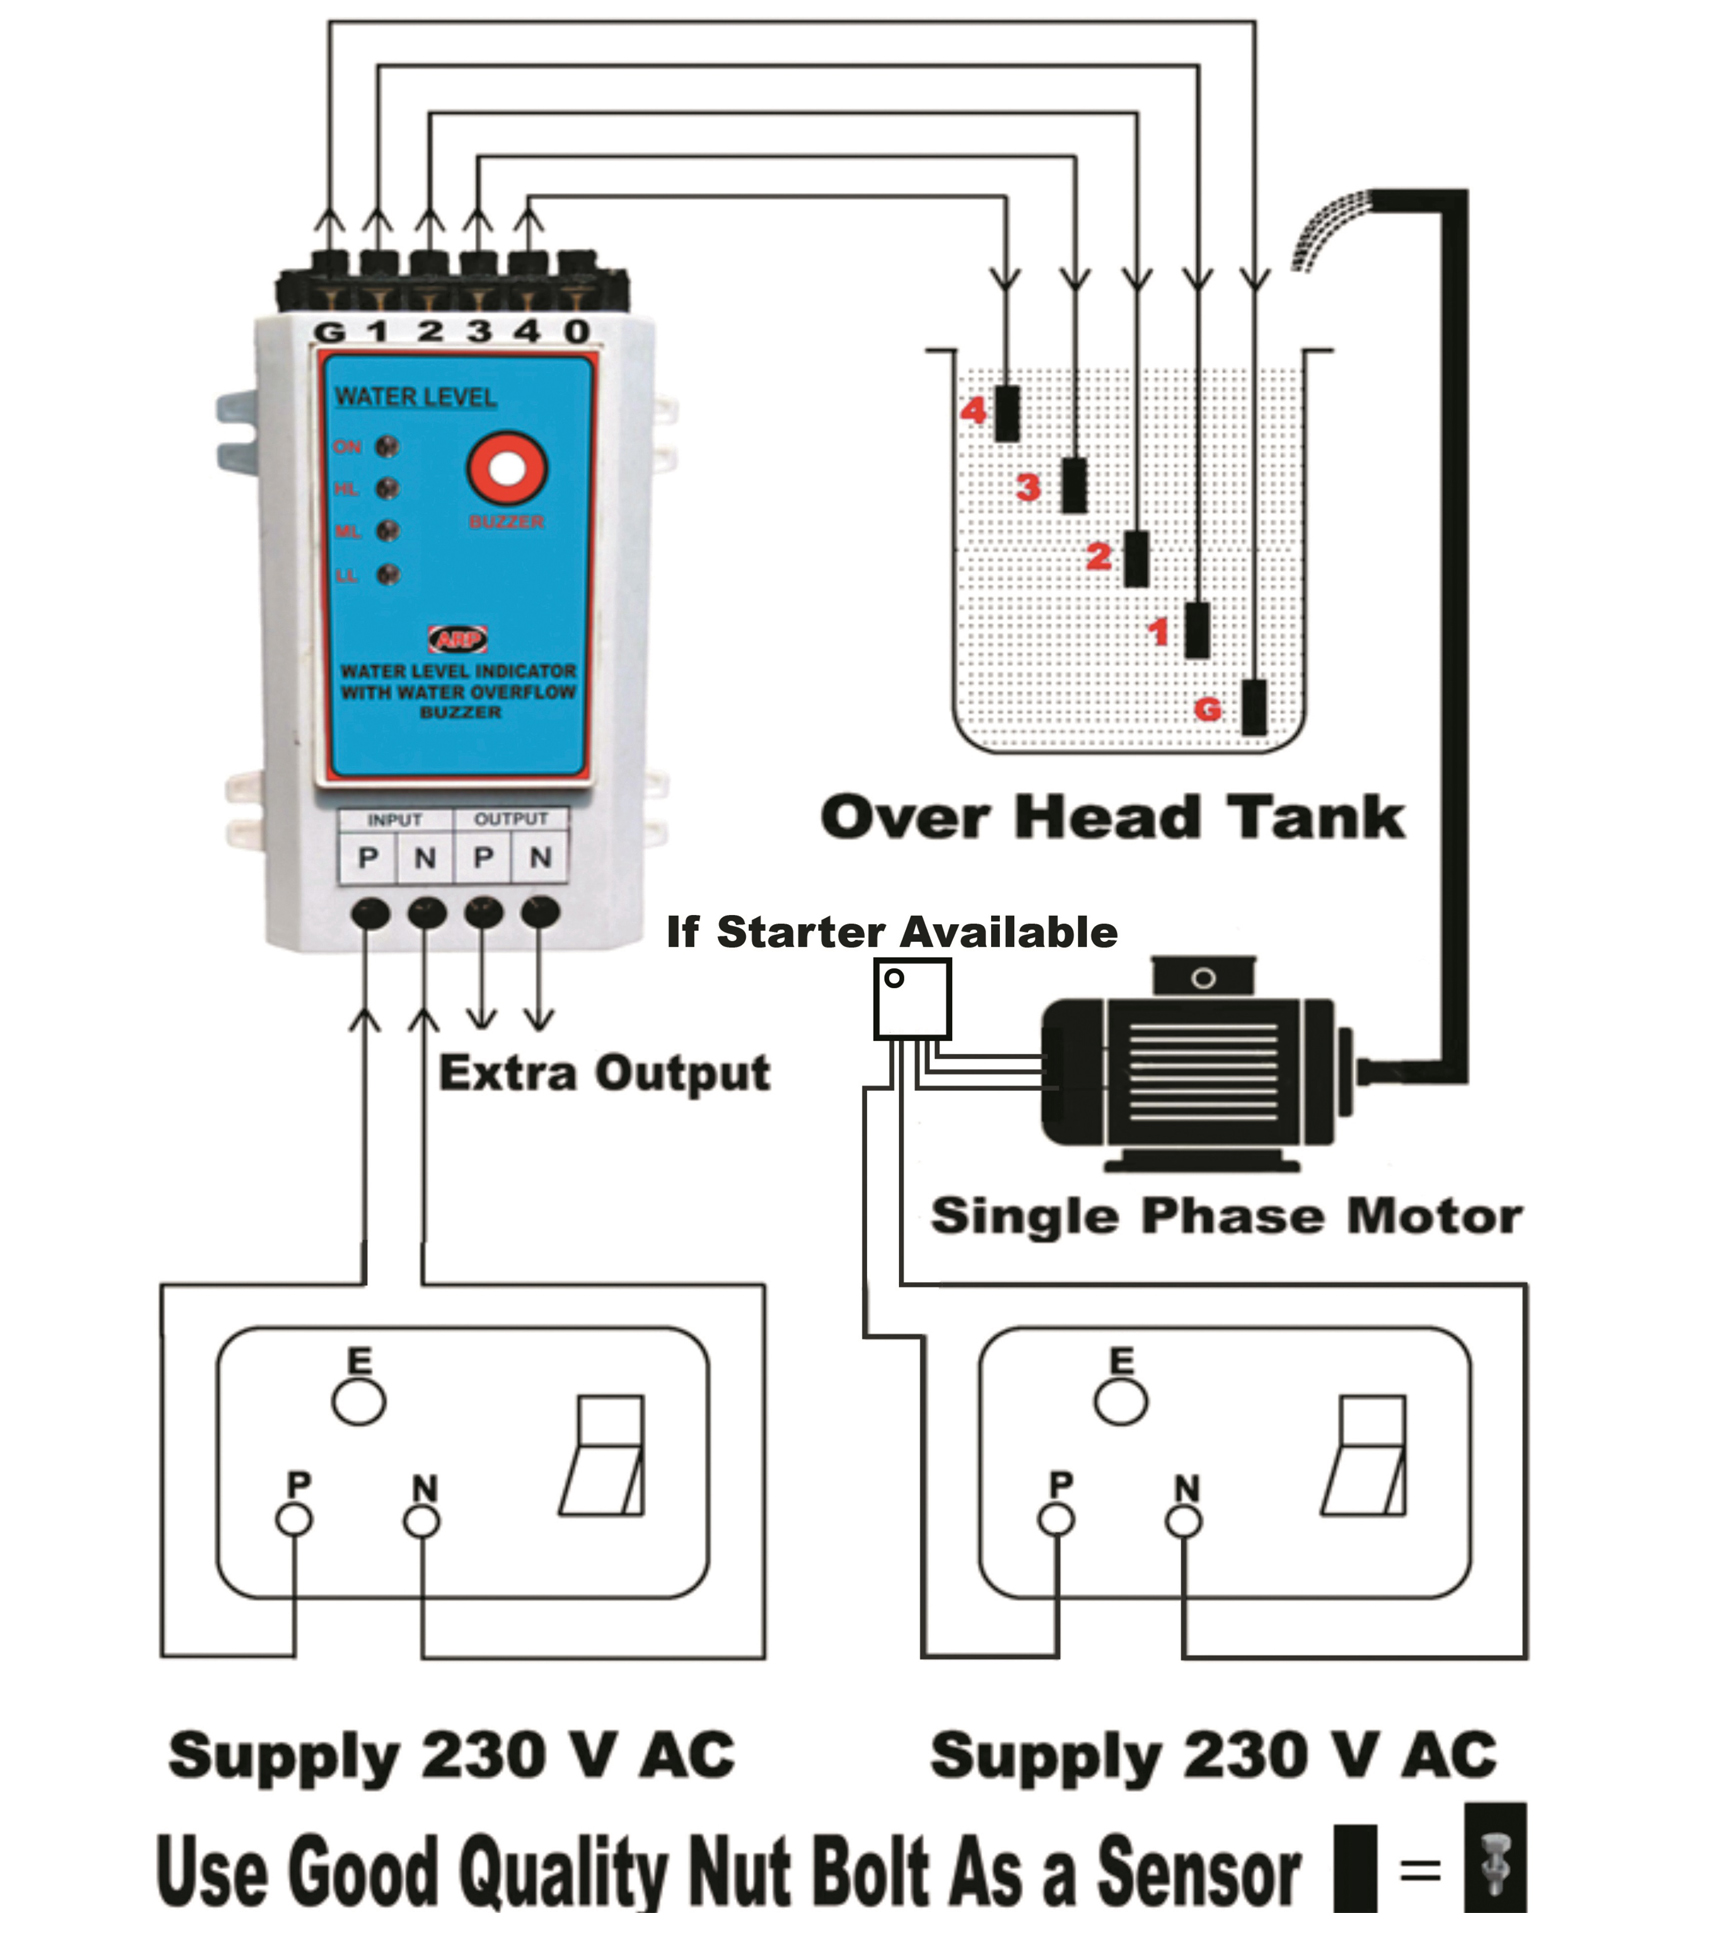 G 1 2 3 4 0
WATER LEVEL
ON
HL
ML
LL
BUZZER
ARP
WATER LEVEL INDICATOR
WITH WATER OVERFLOW
BUZZER
INPUT OUTPUT
P N P N
4
3
2
1
G
Over Head Tank
If Starter Available
Extra Output
Single Phase Motor
E
P N
E
P N
Supply 230 V AC
Supply 230 V AC
Use Good Quality Nut Bolt As a Sensor =